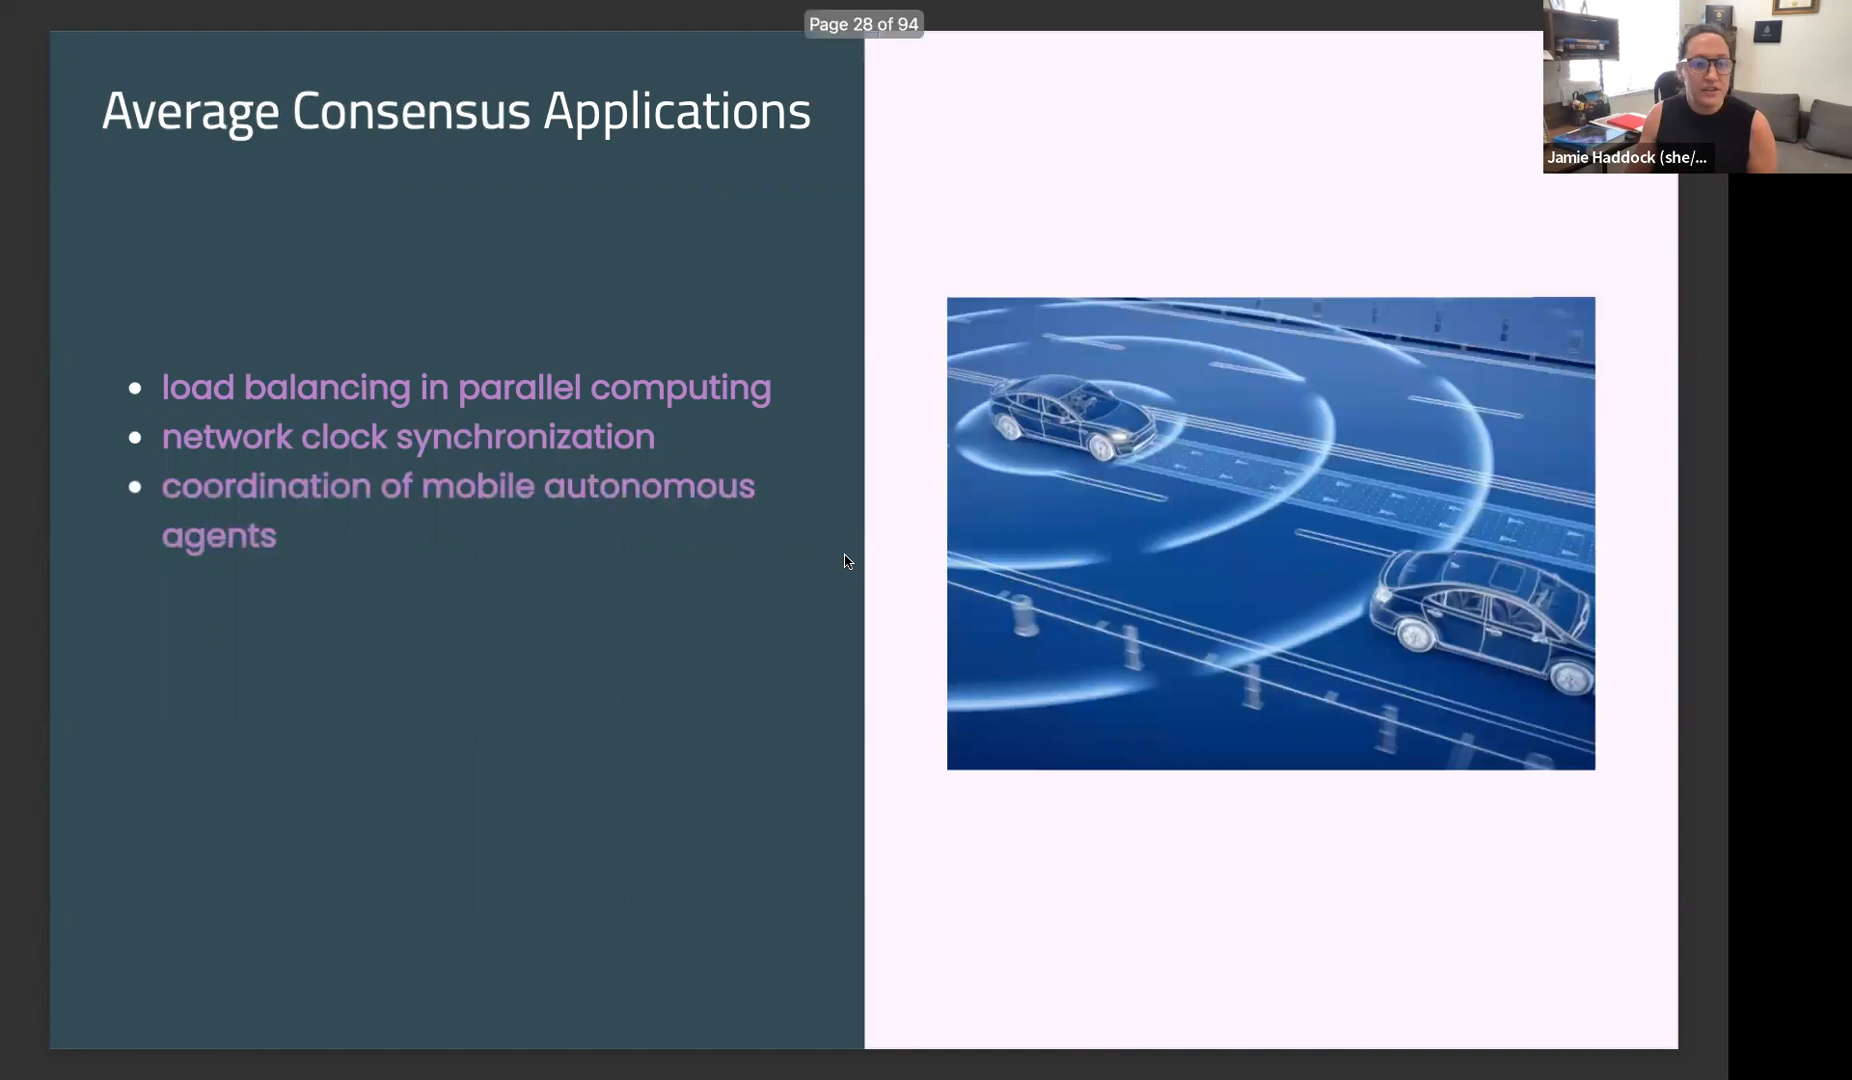 Page 28 of 94
Average Consensus Applications
Jamie Haddock (she/...
• load balancing in parallel computing
• network clock synchronization
• coordination of mobile autonomous
agents